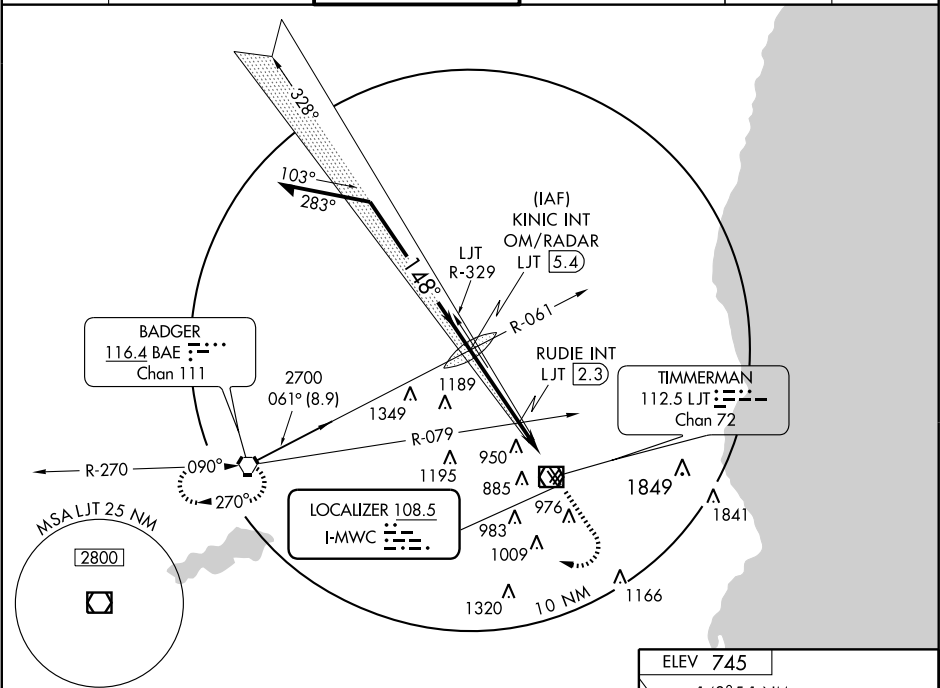 328°
103°
283°
148°
LJT
R-329
(IAF)
KINIC INT
OM/RADAR
LJT 5.4
R-061
BADGER
116.4 BAE
Chan 111
2700
061° (8.9)
1349
1189
RUDIE INT
LJT 2.3
TIMMERMAN
112.5 LJT
Chan 72
R-079
R-270
090°
270°
1195
950
885
1849
1841
LOCALIZER 108.5
I-MWC
976
983
1009
MSA LJT 25 NM
2800
1320
10 NM
1166
ELEV 745